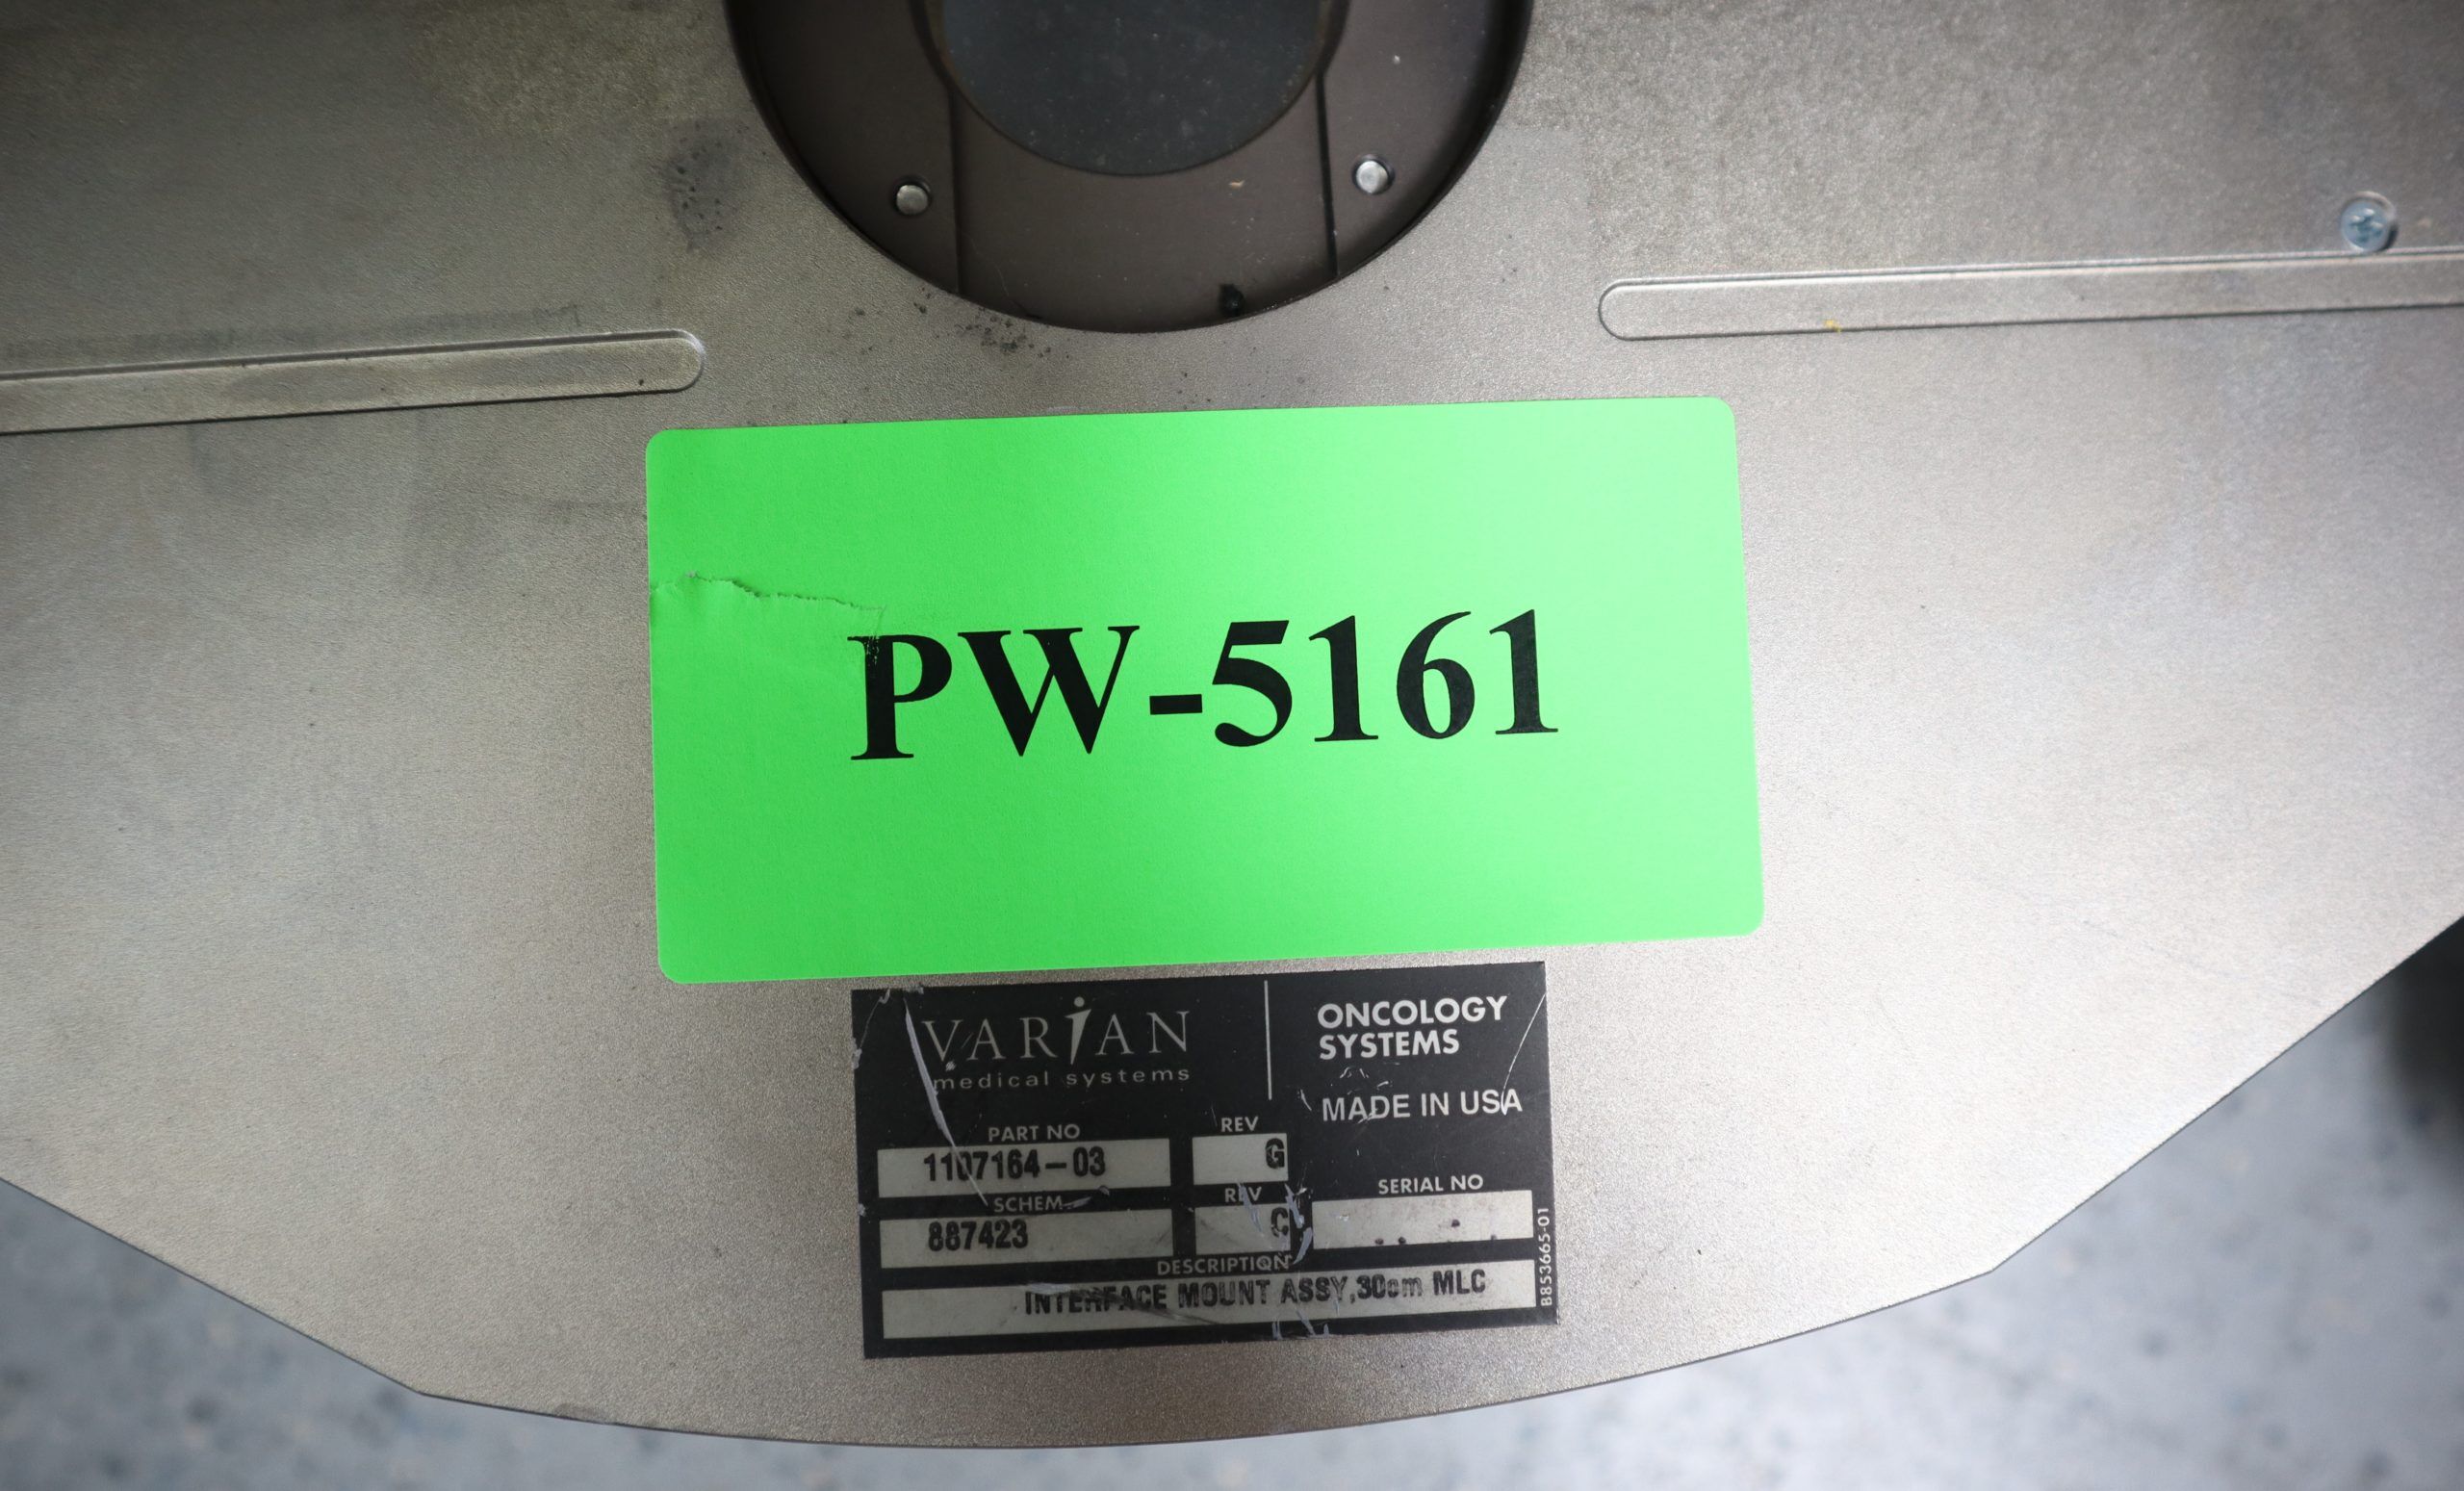 PW-5161
VARIAN
medical systems
ONCOLOGY
SYSTEMS
MADE IN USA
PART NO
REV
1107164-03
G
SCHEM
REV
SERIAL NO
887423
C
DESCRIPTION
INTERFACE MOUNT ASSY,30cm MLC
B853665-01